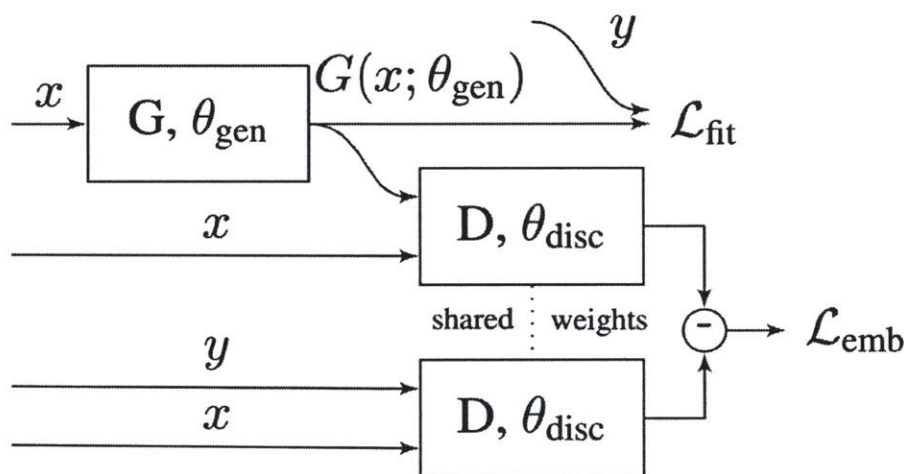 y
x
G, θ_gen
G(x; θ_gen)
ℒ_fit
x
D, θ_disc
shared weights
-
ℒ_emb
y
x
D, θ_disc